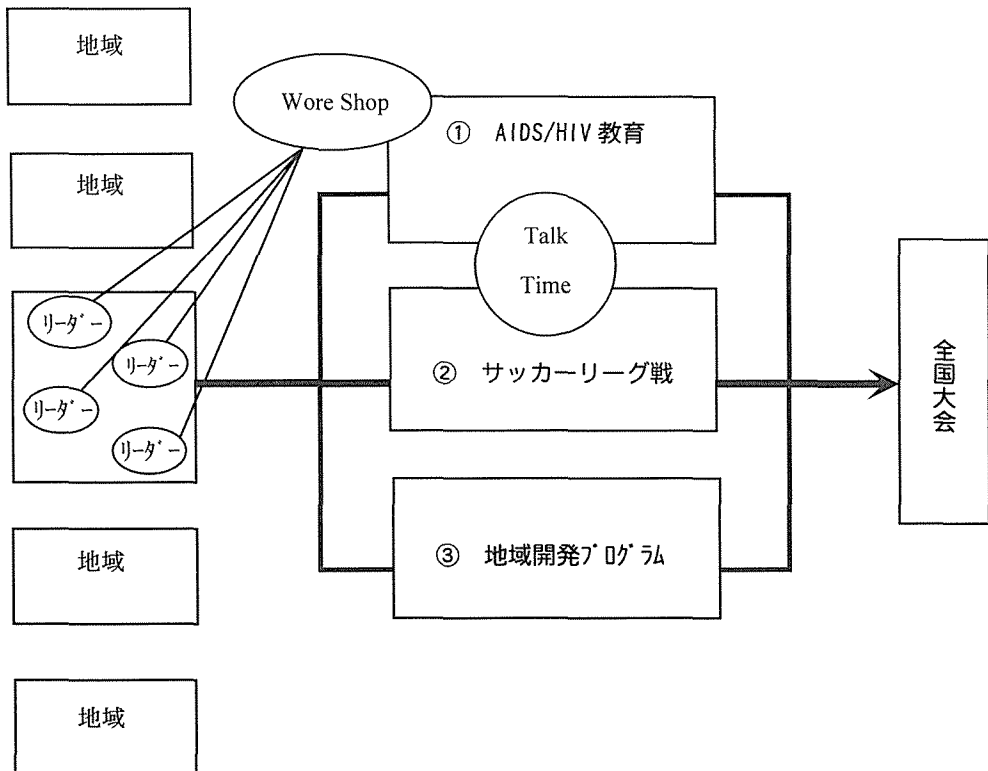 地域
地域
リーダー
リーダー
リーダー
リーダー
地域
地域
Wore Shop
① AIDS/HIV 教育
Talk
Time
② サッカーリーグ戦
③ 地域開発プログラム
全国大会